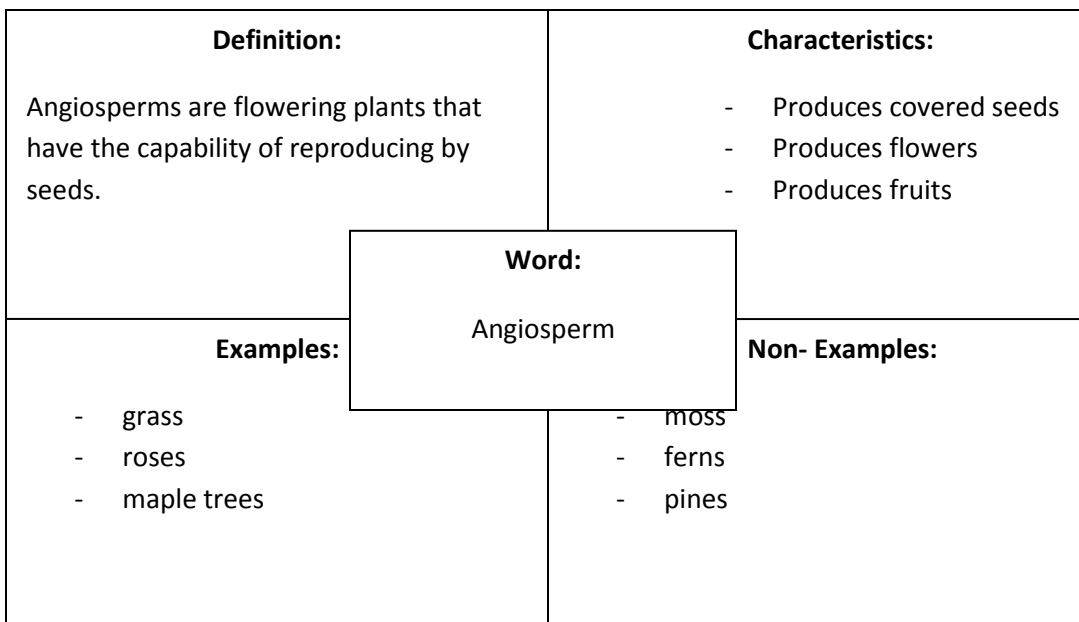 Definition:
Angiosperms are flowering plants that
have the capability of reproducing by
seeds.
Characteristics:
- Produces covered seeds
- Produces flowers
- Produces fruits
Word:
Angiosperm
Examples:
- grass
- roses
- maple trees
Non- Examples:
- moss
- ferns
- pines